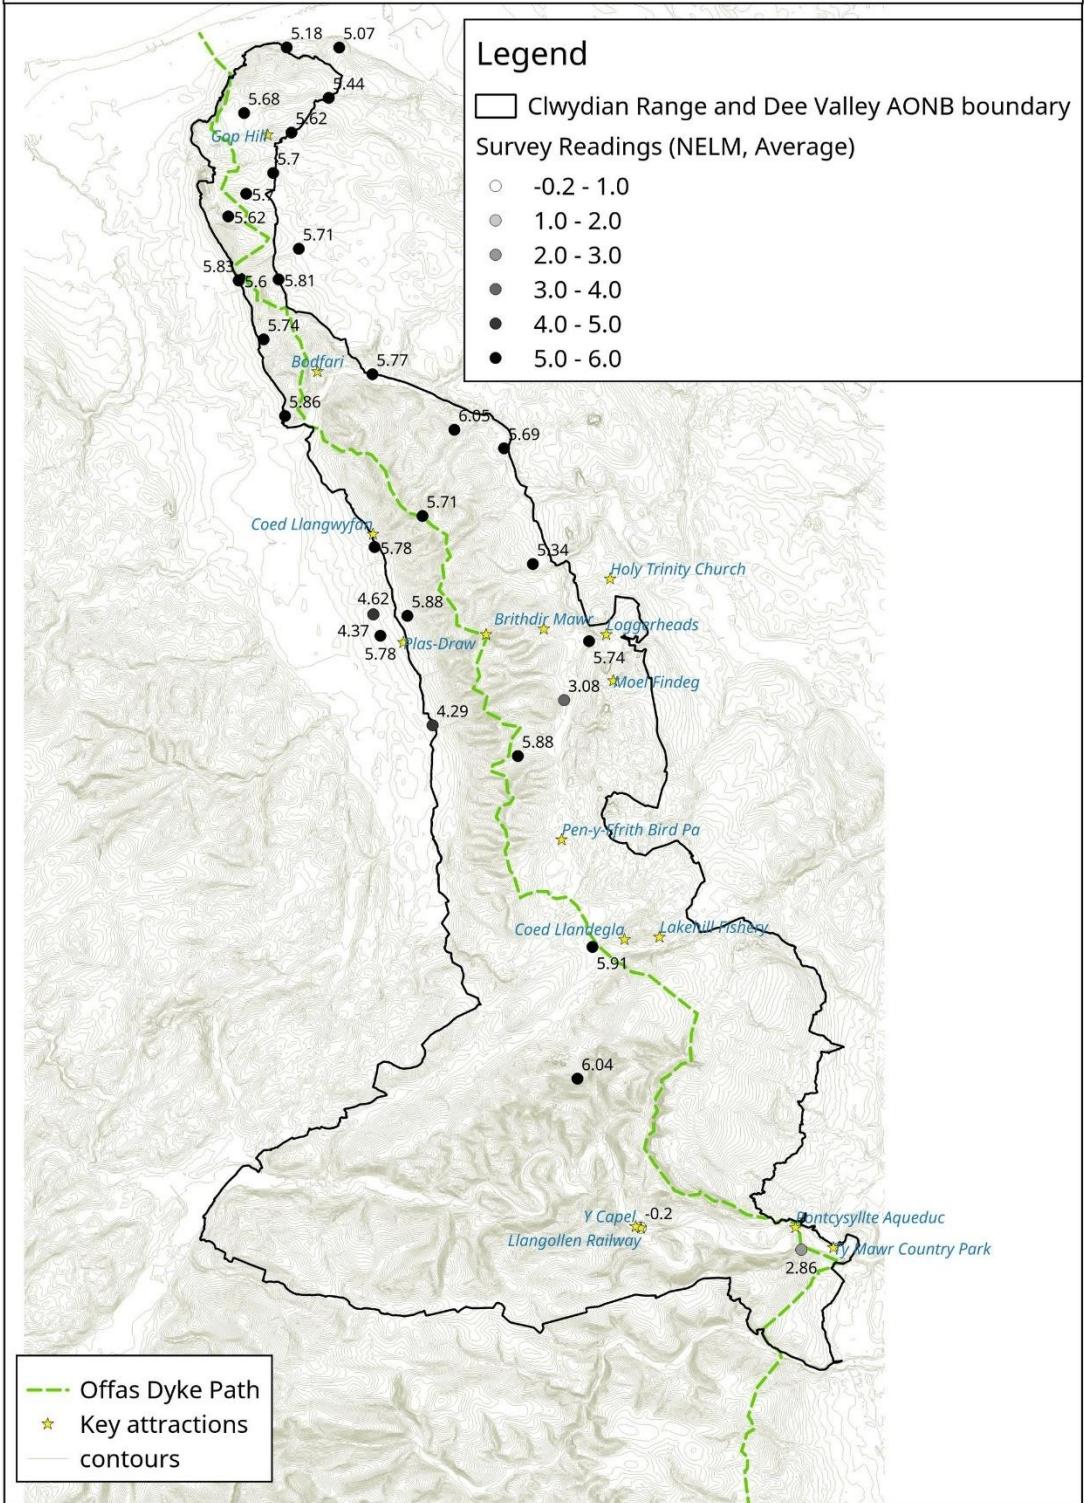 5.18 5.07
Legend
Clwydian Range and Dee Valley AONB boundary
Survey Readings (NELM, Average)
-0.2 - 1.0
1.0 - 2.0
2.0 - 3.0
3.0 - 4.0
4.0 - 5.0
5.0 - 6.0
5.44
5.68
5.62
Gop Hill
5.7
5.7
5.62
5.71
5.83
5.6
5.81
5.74
Bodfari
5.77
5.86
6.05
5.69
5.71
Coed Llangwyfan
5.78
5.34
Holy Trinity Church
4.62
5.88
Brithdir Mawr
Loggerheads
4.37
Plas-Draw
5.78
5.74
3.08
Moel Findeg
4.29
5.88
Pen-y-Ffrith Bird Pa
Coed Llandegla
Lakehill Fishery
5.91
6.04
Y Capel
-0.2
Pontcysyllte Aqueduc
Llangollen Railway
Ty Mawr Country Park
2.86
Offas Dyke Path
Key attractions
contours